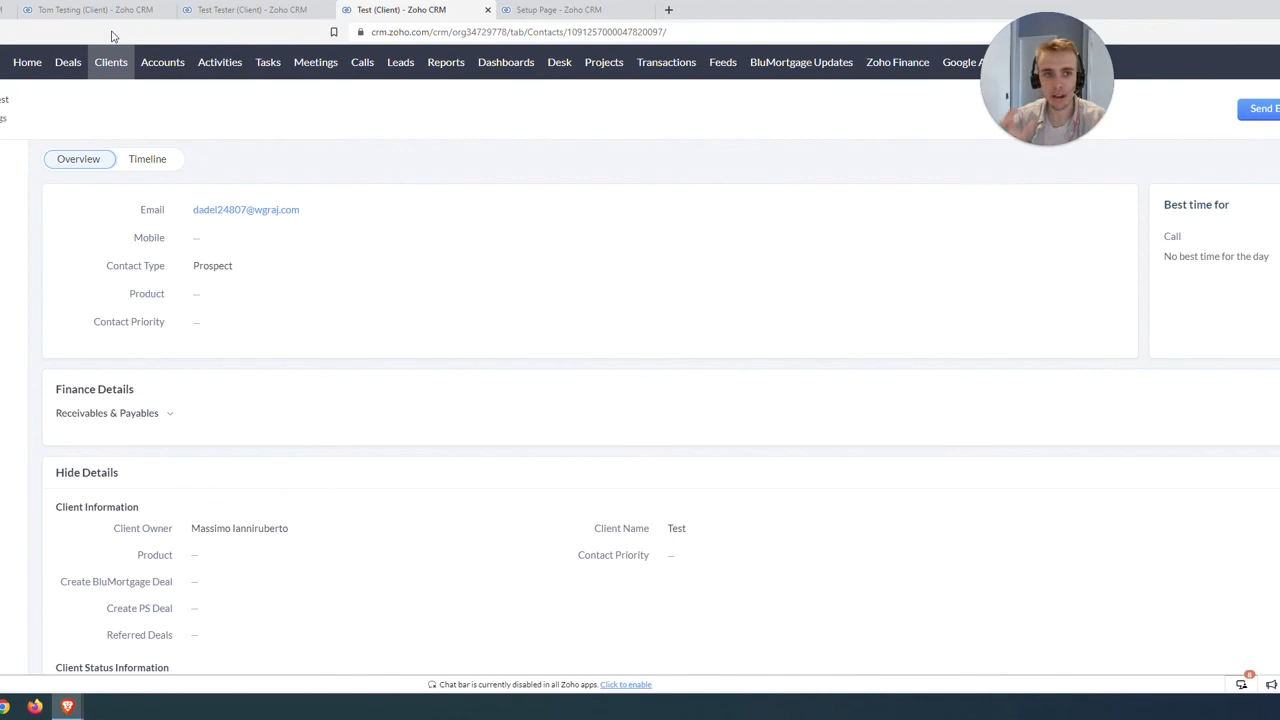 Tom Testing (Client) - Zoho CRM
Test Tester (Client) - Zoho CRM
Test (Client) - Zoho CRM
Setup Page - Zoho CRM
crm.zoho.com/crm/org34729778/tab/Contacts/1091257000047820097/
Home Deals Clients Accounts Activities Tasks Meetings Calls Leads Reports Dashboards Desk Projects Transactions Feeds BluMortgage Updates Zoho Finance Google A
est
gs
Send E
Overview Timeline
Email dadel24807@wgraj.com
Mobile —
Contact Type Prospect
Product —
Contact Priority —
Best time for
Call
No best time for the day
Finance Details
Receivables & Payables
Hide Details
Client Information
Client Owner Massimo Ianniruberto
Client Name Test
Product —
Contact Priority —
Create BluMortgage Deal —
Create PS Deal —
Referred Deals —
Client Status Information
Chat bar is currently disabled in all Zoho apps. Click to enable